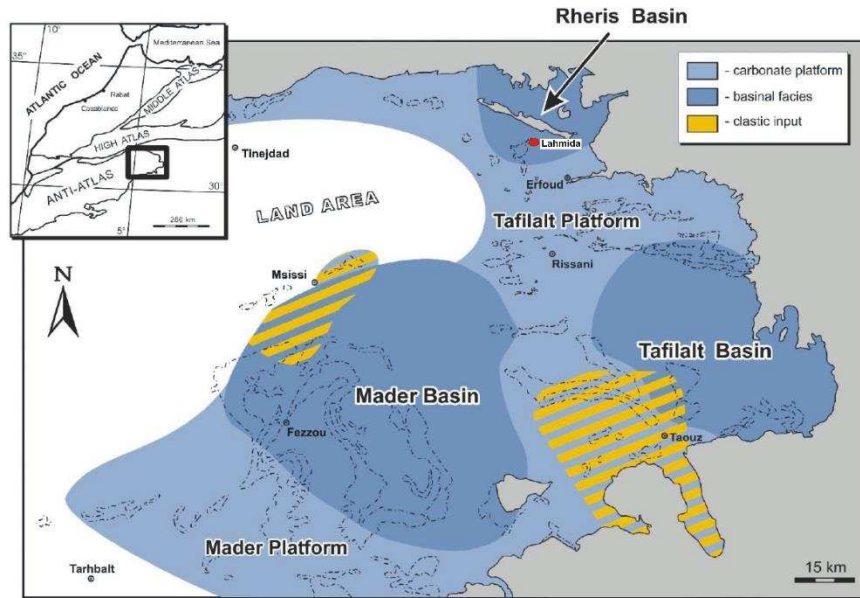 Rheris Basin
10°
Mediterranean Sea
35°
ATLANTIC OCEAN
Rabat
Casablanca
MIDDLE ATLAS
HIGH ATLAS
ANTI-ATLAS
30
5°
- carbonate platform
- basinal facies
- clastic input
Tinejdad
Lahmida
Erfoud
LAND AREA
Tafilalt Platform
Rissani
Msissi
N
Tafilalt Basin
Mader Basin
Fezzou
Taouz
Mader Platform
Tarhbalt
15 km